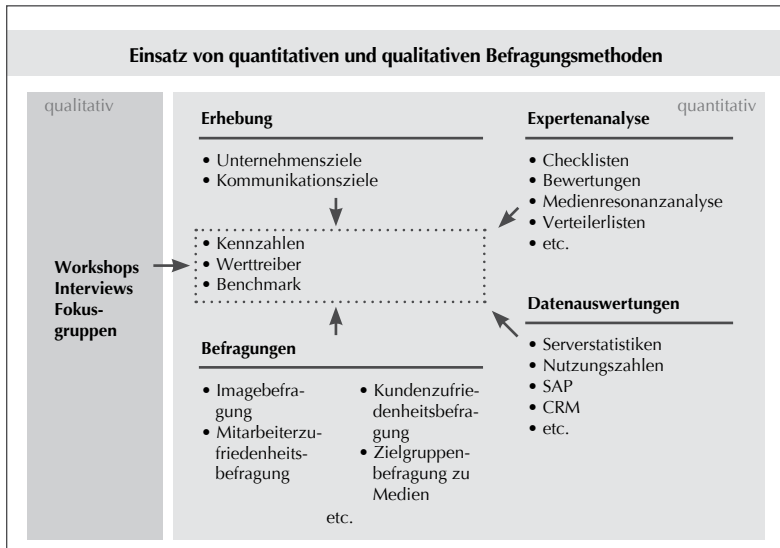 Einsatz von quantitativen und qualitativen Befragungsmethoden
qualitativ
quantitativ
Workshops
Interviews
Fokus-
gruppen
Erhebung
• Unternehmensziele
• Kommunikationsziele
• Kennzahlen
• Werttreiber
• Benchmark
Befragungen
• Imagebefra-
gung
• Mitarbeiterzu-
friedenheits-
befragung
• Kundenzufrie-
denheitsbefra-
gung
• Zielgruppen-
befragung zu
Medien
etc.
Expertenanalyse
• Checklisten
• Bewertungen
• Medienresonanzanalyse
• Verteilerlisten
• etc.
Datenauswertungen
• Serverstatistiken
• Nutzungszahlen
• SAP
• CRM
• etc.